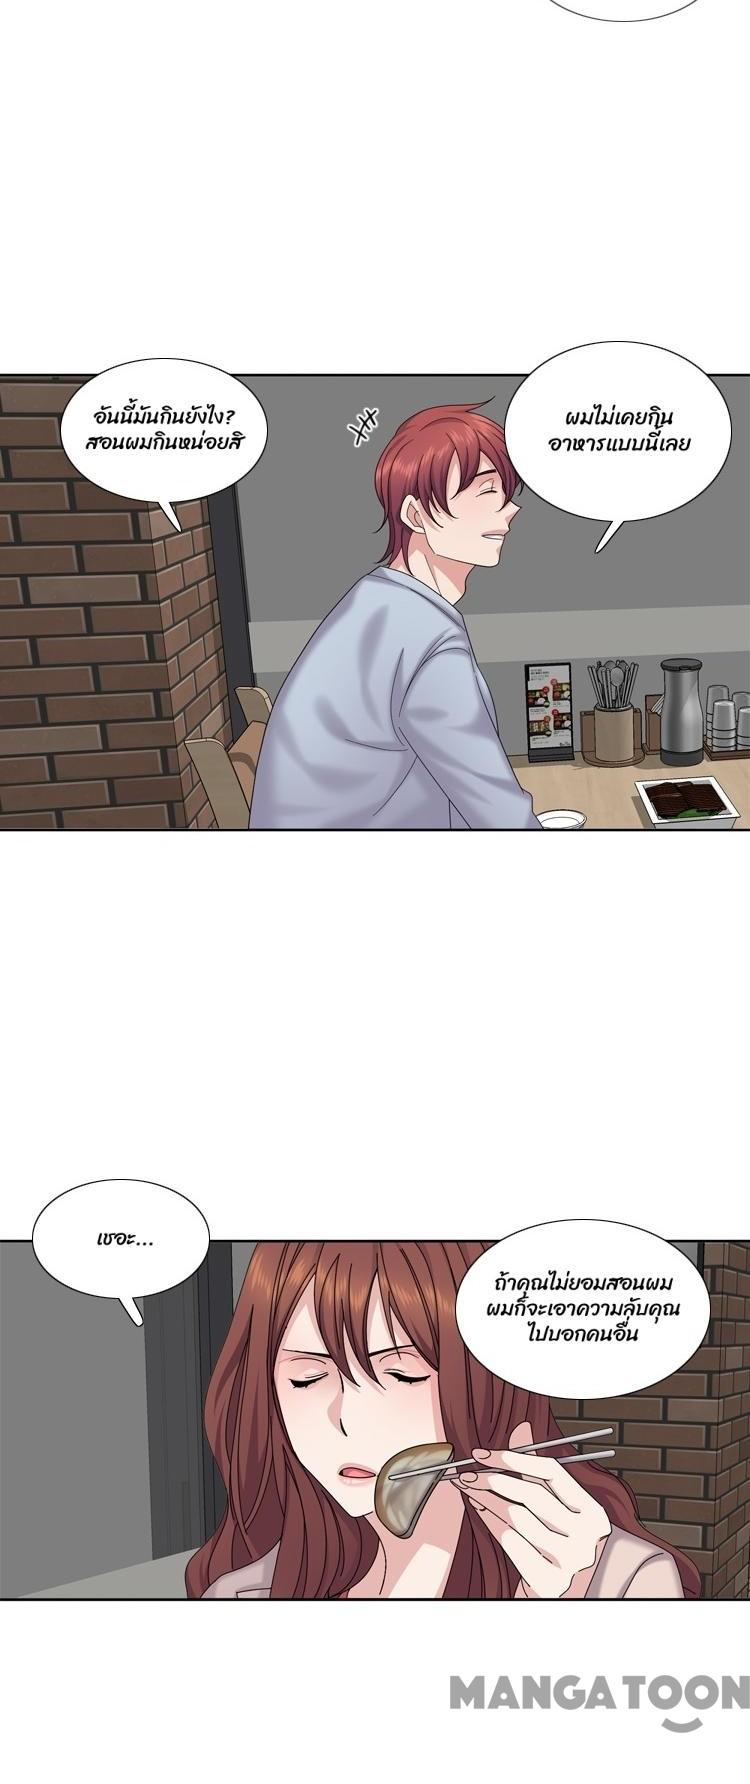 อันนี้มันกินยังไง?
สอนผมกินหน่อยสิ
ผมไม่เคยกิน
อาหารแบบนี้เลย
เชอะ...
ถ้าคุณไม่ยอมสอนผม
ผมก็จะเอาความลับคุณ
ไปบอกคนอื่น
MANGATOON